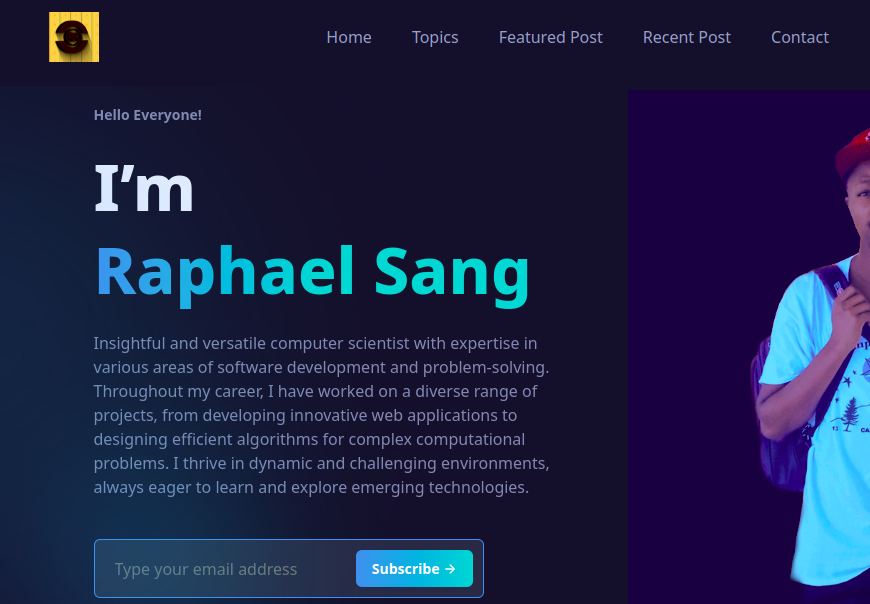 Home Topics Featured Post Recent Post Contact
Hello Everyone!
I’m
Raphael Sang
Insightful and versatile computer scientist with expertise in
various areas of software development and problem-solving.
Throughout my career, I have worked on a diverse range of
projects, from developing innovative web applications to
designing efficient algorithms for complex computational
problems. I thrive in dynamic and challenging environments,
always eager to learn and explore emerging technologies.
Type your email address
Subscribe →